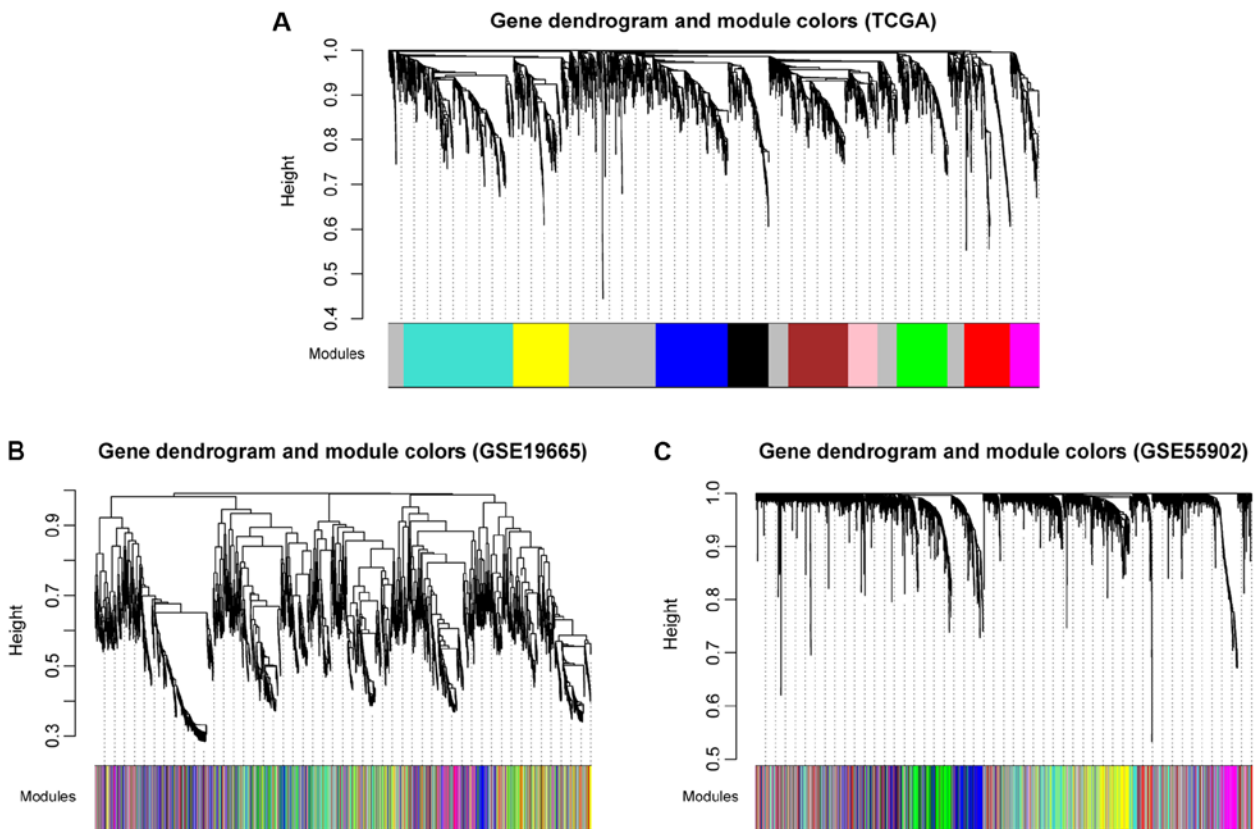 A
Gene dendrogram and module colors (TCGA)
Height
1.0
0.9
0.8
0.7
0.6
0.5
0.4
Modules
B
Gene dendrogram and module colors (GSE19665)
Height
0.9
0.7
0.5
0.3
Modules
C
Gene dendrogram and module colors (GSE55902)
Height
1.0
0.9
0.8
0.7
0.6
0.5
Modules